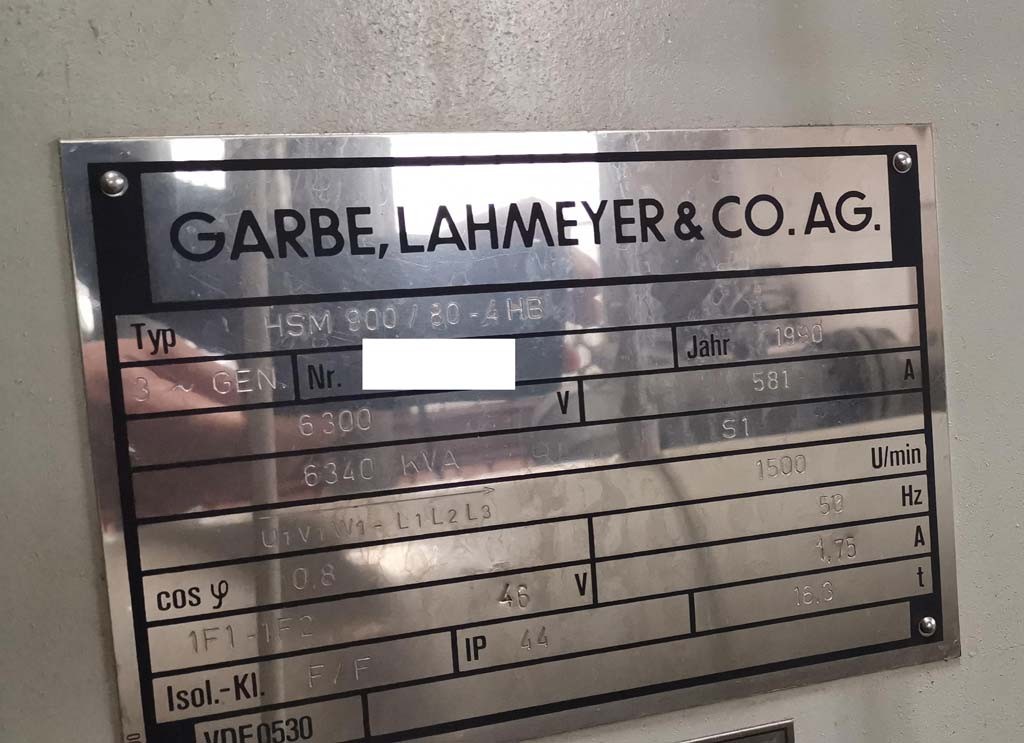 GARBE, LAHMEYER & CO. AG.
Typ HSM 900 / 80 - 4 HB
3 ~ GEN. Nr. Jahr 1990
6300 V 581 A
6340 KVA S1
U1 V1 W1 - L1 L2 L3 1500 U/min
cos φ 0,8 50 Hz
1F1 - 1F2 46 V 1,75 A
Isol.-Kl. F / F IP 44 16.3 t
VDE 0530